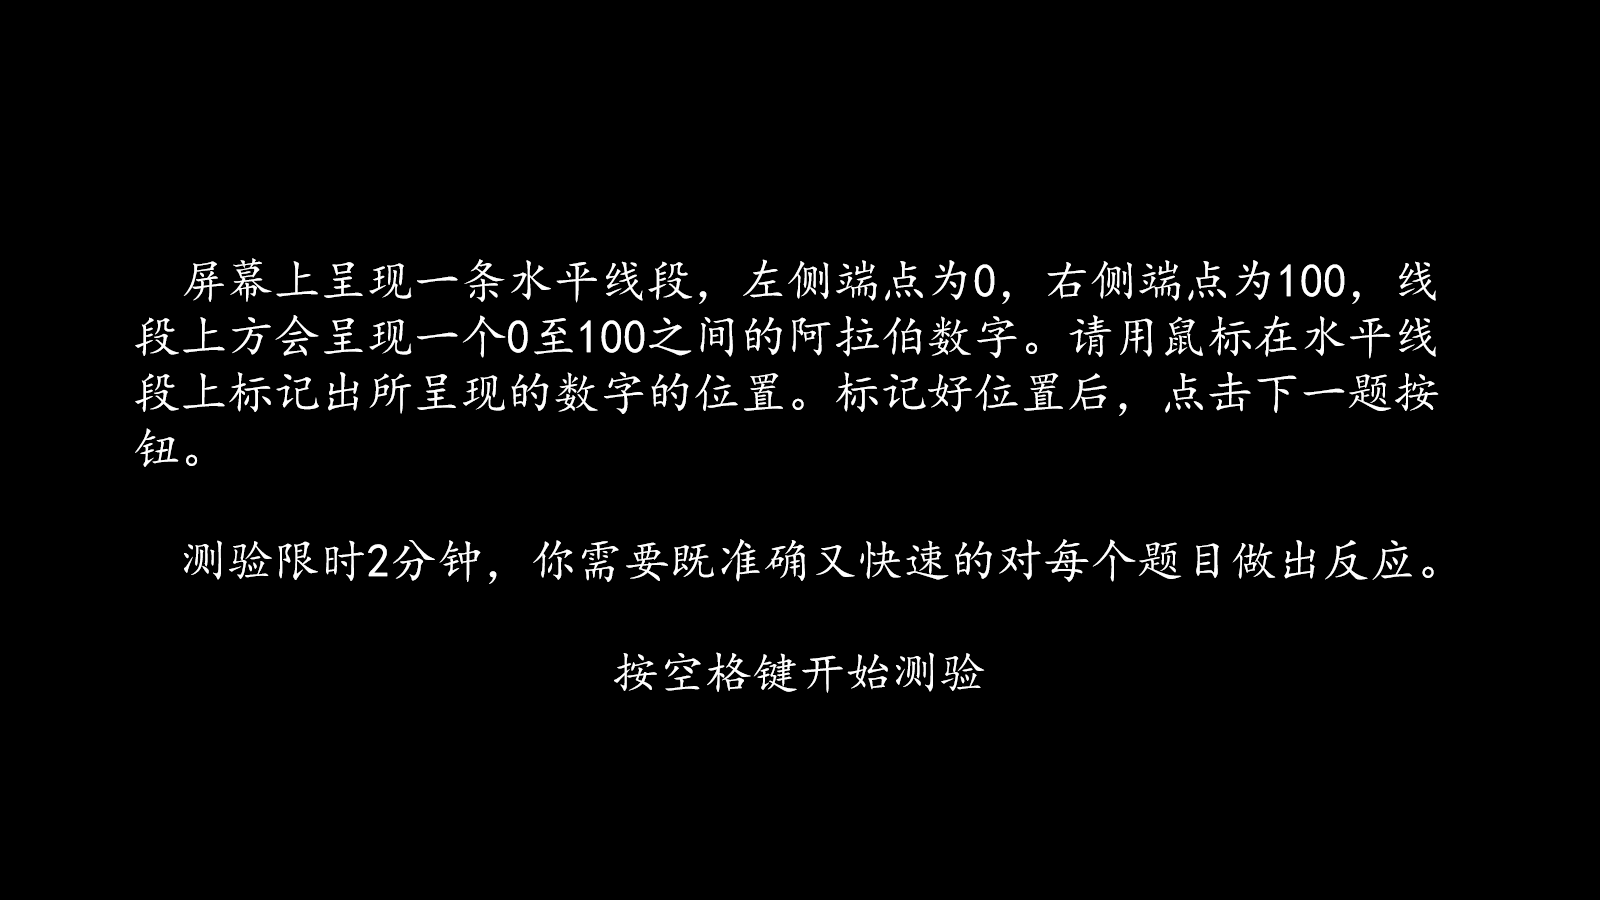 屏幕上呈现一条水平线段，左侧端点为0，右侧端点为100，线
段上方会呈现一个0至100之间的阿拉伯数字。请用鼠标在水平线
段上标记出所呈现的数字的位置。标记好位置后，点击下一题按
钮。
测验限时2分钟，你需要既准确又快速的对每个题目做出反应。
按空格键开始测验